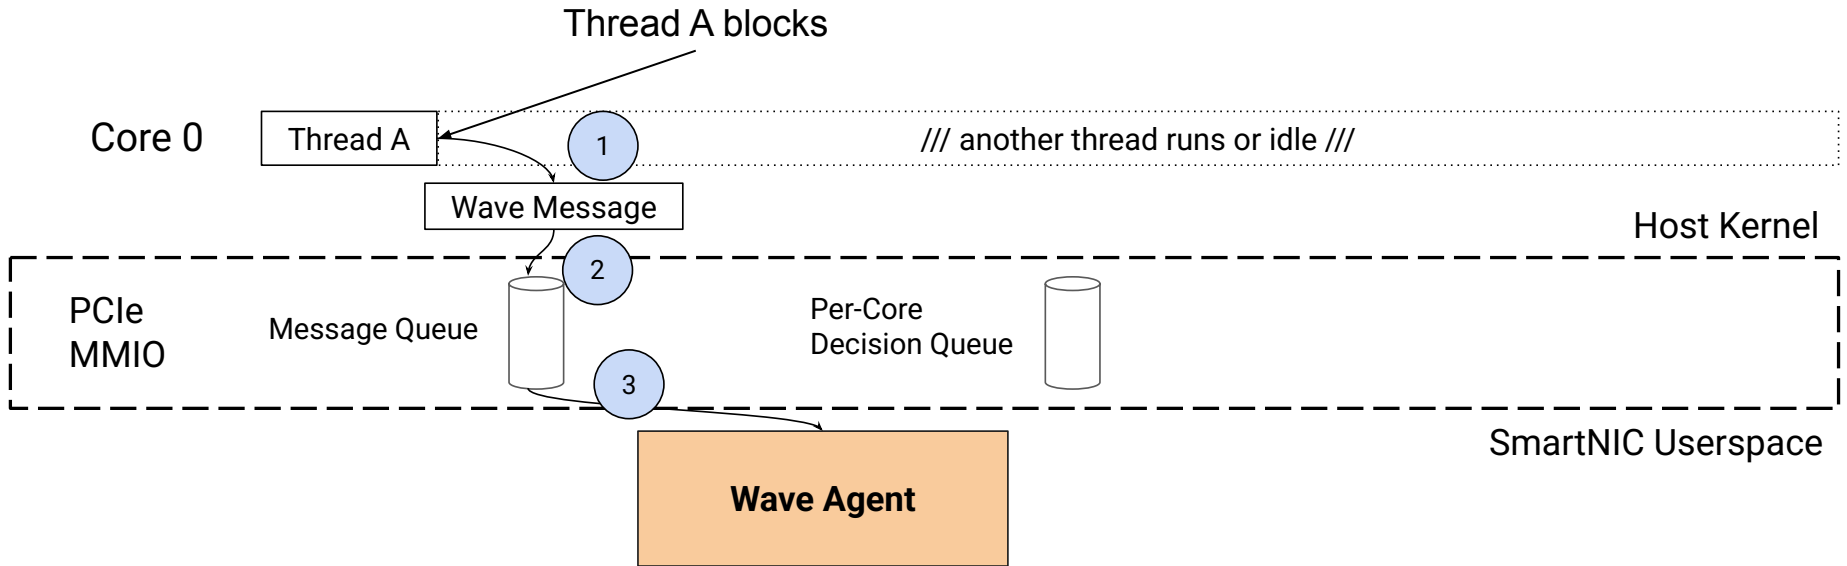 Thread A blocks
Core 0
Thread A
1
/// another thread runs or idle ///
Wave Message
Host Kernel
2
PCIe
MMIO
Message Queue
Per-Core
Decision Queue
3
SmartNIC Userspace
Wave Agent